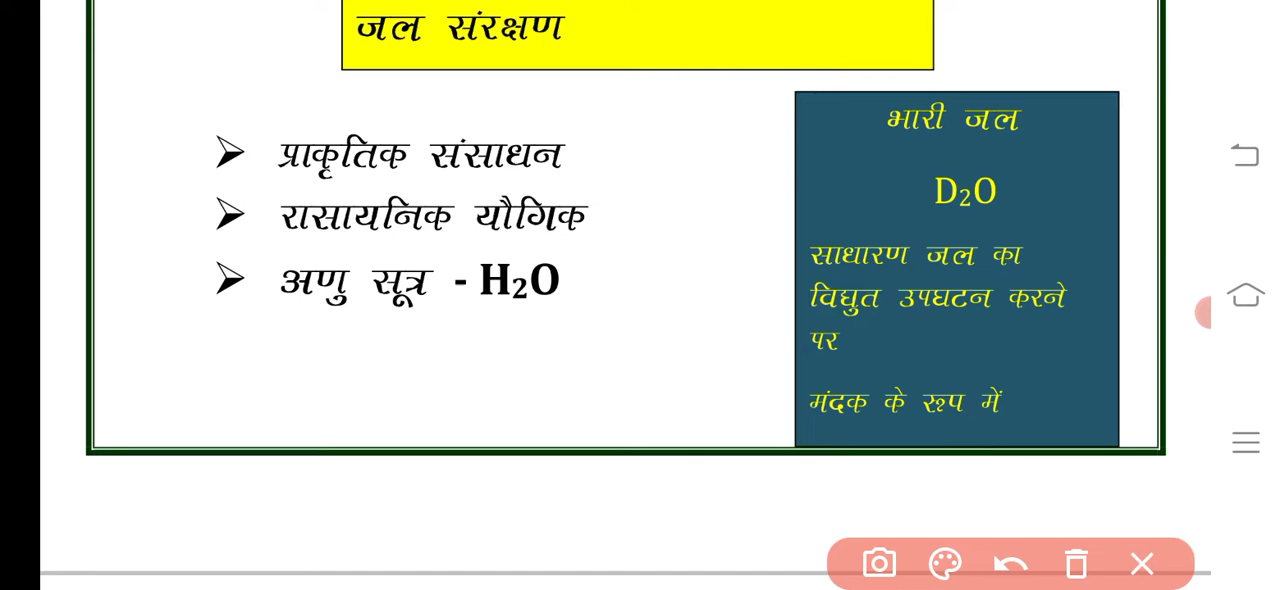 जल संरक्षण
प्राकृतिक संसाधन
रासायनिक यौगिक
अणु सूत्र - H₂O
भारी जल
D₂O
साधारण जल का
विघुत उपघटन करने
पर
मंदक के रूप में